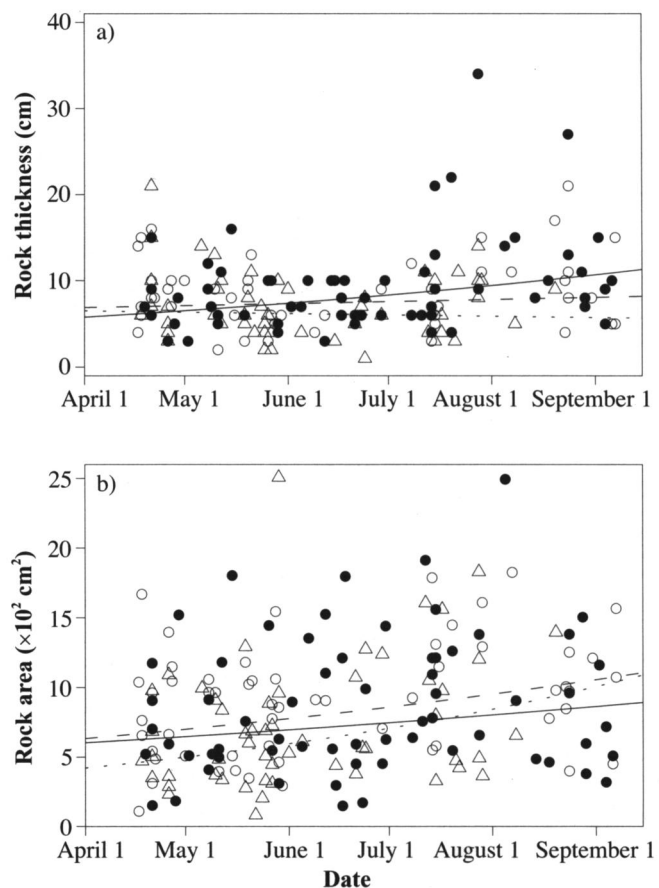 a)
40
30
20
10
0
Rock thickness (cm)
April 1 May 1 June 1 July 1 August 1 September 1
b)
25
20
15
10
5
0
Rock area (×10² cm²)
April 1 May 1 June 1 July 1 August 1 September 1
Date